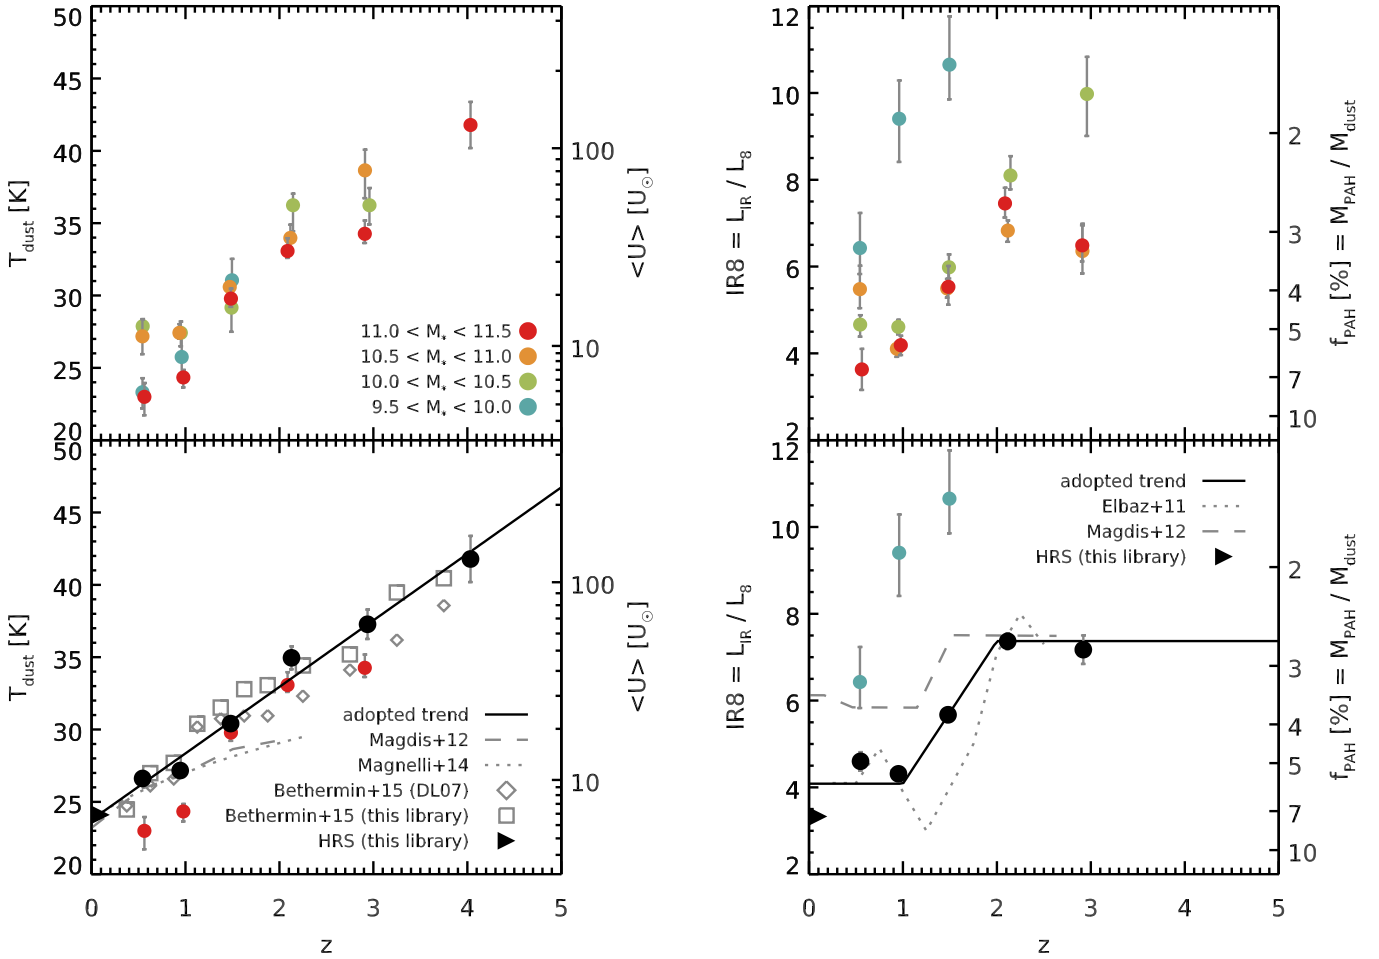 50
45
40
35
30
25
20
T_dust [K]
100
10
<U> [U_⊙]
11.0 < M_* < 11.5
10.5 < M_* < 11.0
10.0 < M_* < 10.5
9.5 < M_* < 10.0
12
10
8
6
4
2
IR8 = L_IR / L_8
2
3
4
5
7
10
f_PAH [%] = M_PAH / M_dust
50
45
40
35
30
25
20
T_dust [K]
100
10
<U> [U_⊙]
adopted trend
Magdis+12
Magnelli+14
Bethermin+15 (DL07)
Bethermin+15 (this library)
HRS (this library)
0 1 2 3 4 5
z
12
10
8
6
4
2
IR8 = L_IR / L_8
adopted trend
Elbaz+11
Magdis+12
HRS (this library)
2
3
4
5
7
10
f_PAH [%] = M_PAH / M_dust
0 1 2 3 4 5
z